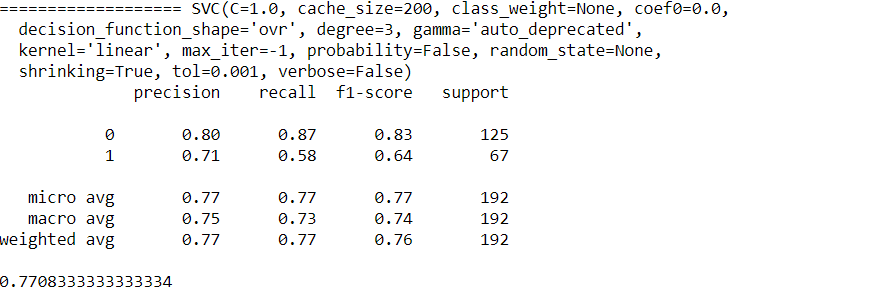 =================== SVC(C=1.0, cache_size=200, class_weight=None, coef0=0.0,
  decision_function_shape='ovr', degree=3, gamma='auto_deprecated',
  kernel='linear', max_iter=-1, probability=False, random_state=None,
  shrinking=True, tol=0.001, verbose=False)
              precision    recall  f1-score   support

           0       0.80      0.87      0.83       125
           1       0.71      0.58      0.64        67

   micro avg       0.77      0.77      0.77       192
   macro avg       0.75      0.73      0.74       192
weighted avg       0.77      0.77      0.76       192

0.7708333333333334